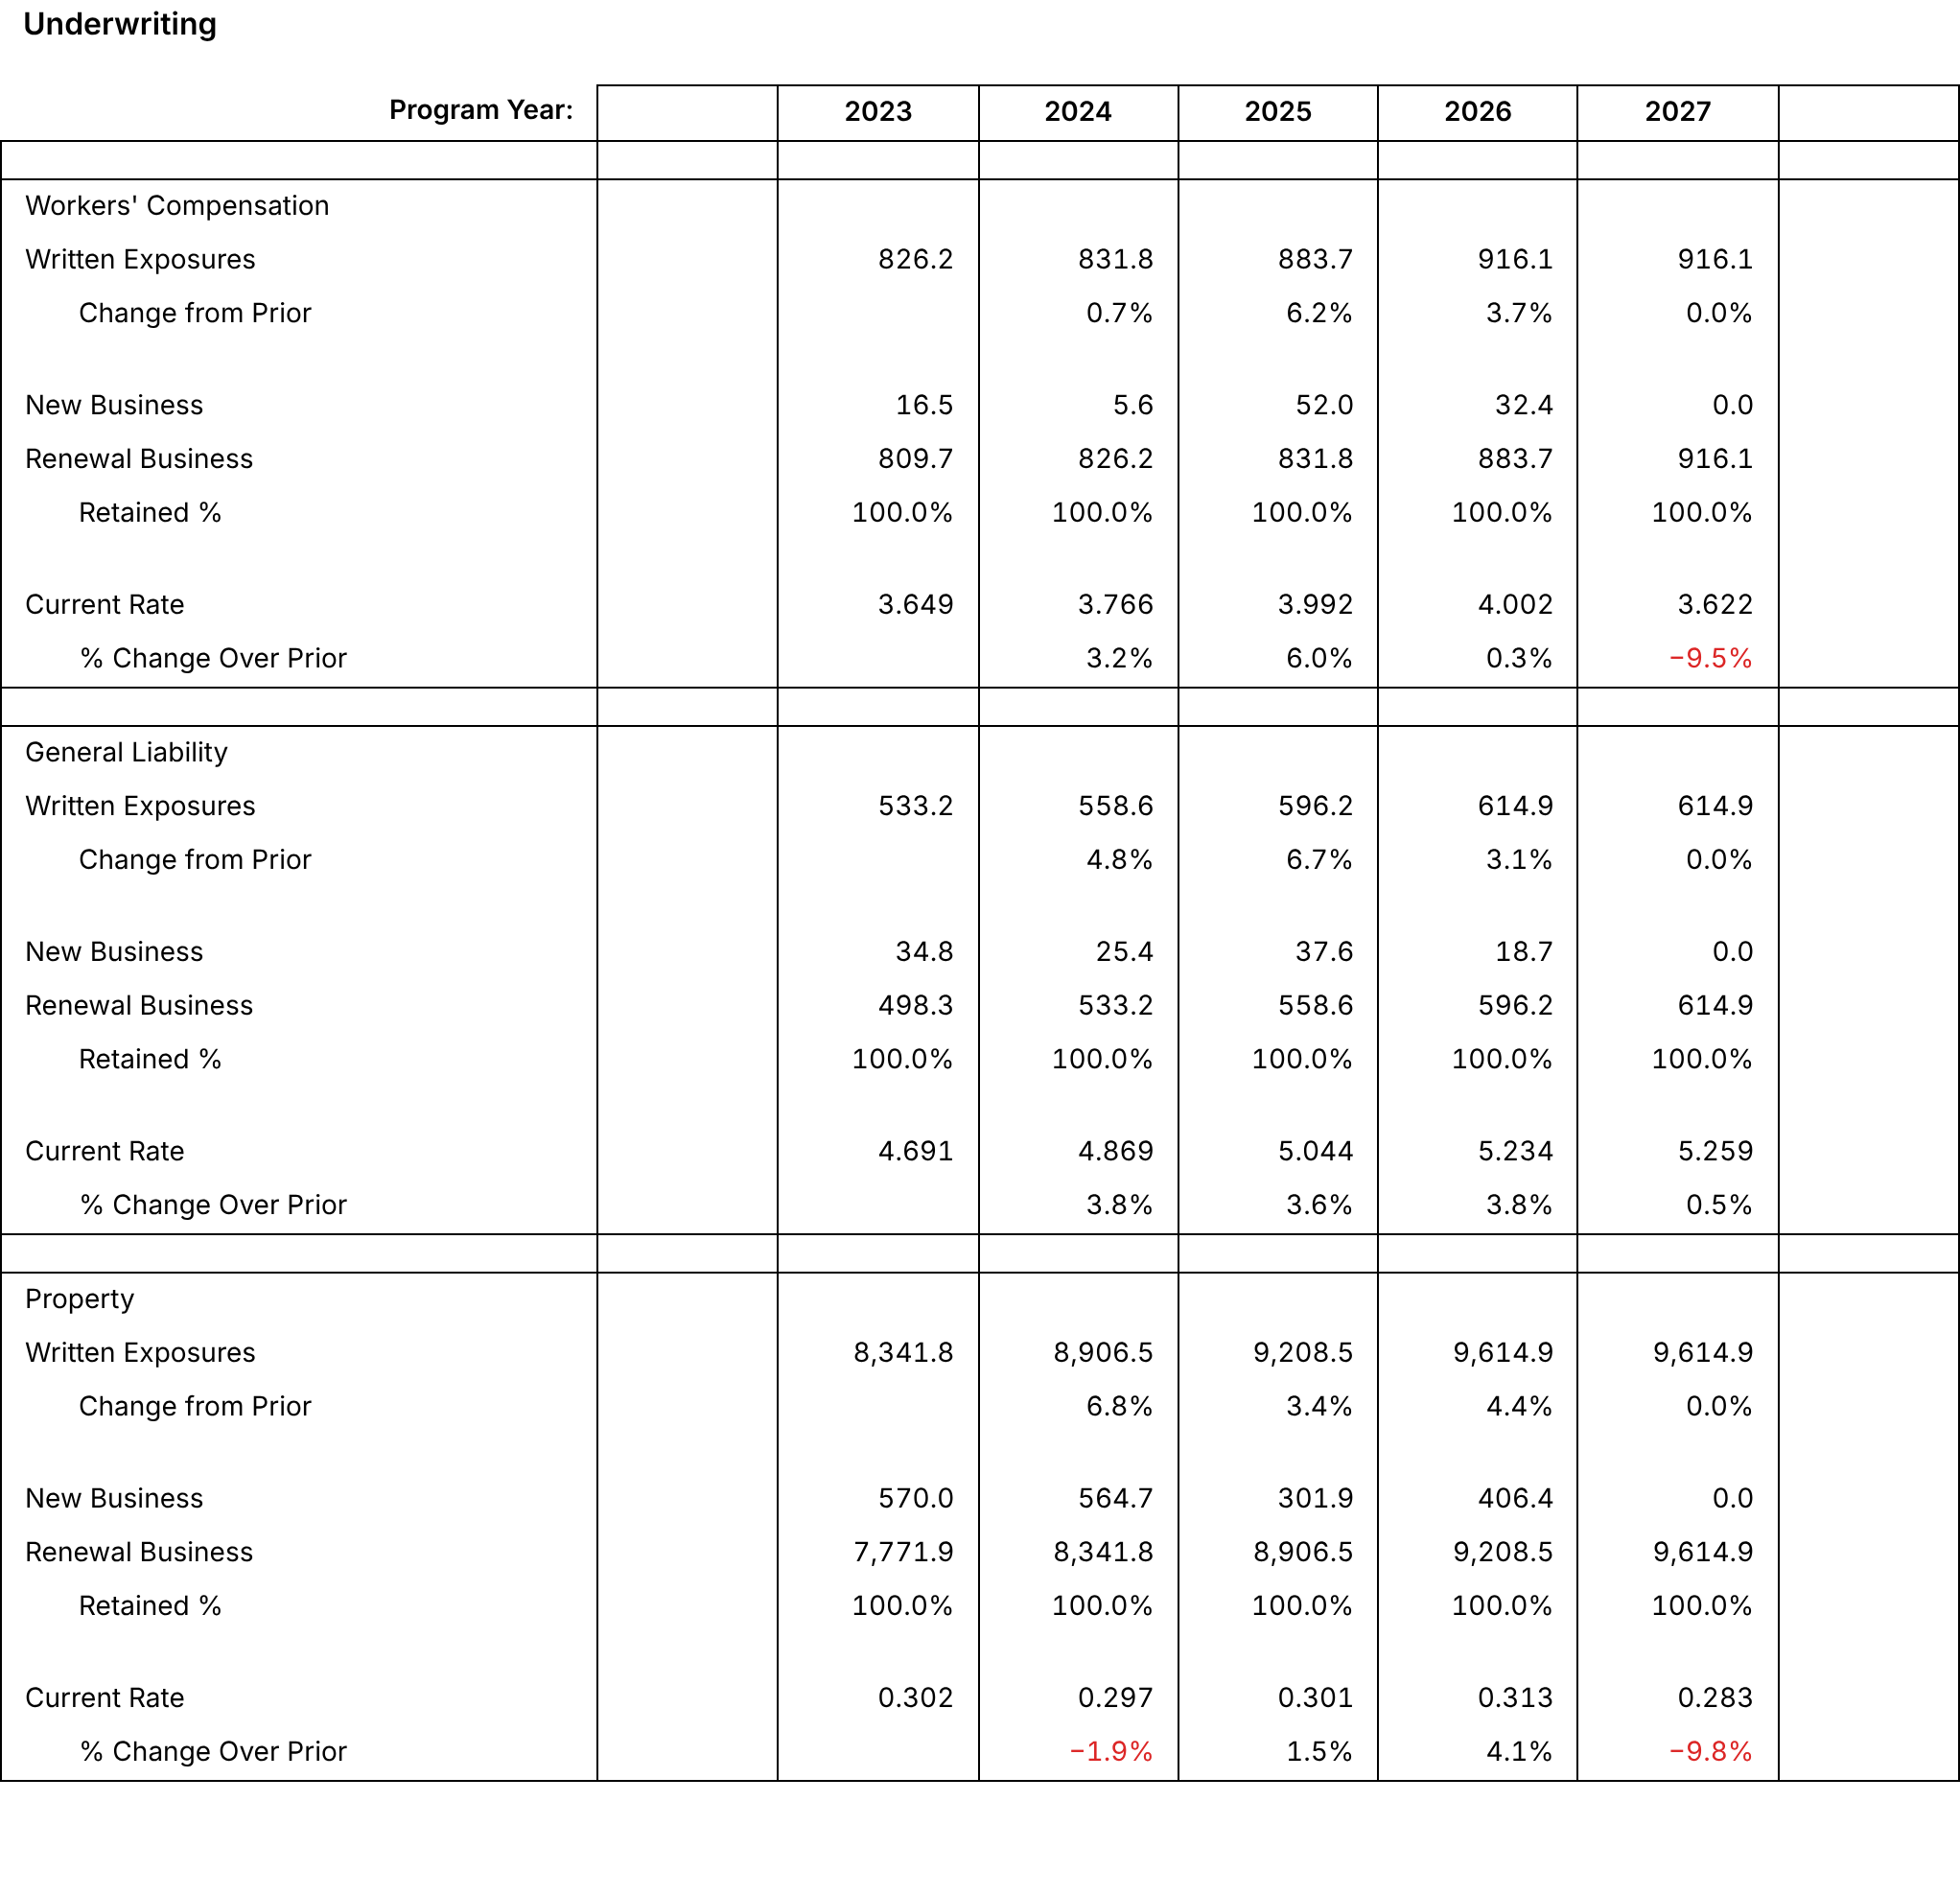 Underwriting
Program Year: 2023 2024 2025 2026 2027
Workers' Compensation
Written Exposures 826.2 831.8 883.7 916.1 916.1
Change from Prior 0.7% 6.2% 3.7% 0.0%
New Business 16.5 5.6 52.0 32.4 0.0
Renewal Business 809.7 826.2 831.8 883.7 916.1
Retained % 100.0% 100.0% 100.0% 100.0% 100.0%
Current Rate 3.649 3.766 3.992 4.002 3.622
% Change Over Prior 3.2% 6.0% 0.3% −9.5%
General Liability
Written Exposures 533.2 558.6 596.2 614.9 614.9
Change from Prior 4.8% 6.7% 3.1% 0.0%
New Business 34.8 25.4 37.6 18.7 0.0
Renewal Business 498.3 533.2 558.6 596.2 614.9
Retained % 100.0% 100.0% 100.0% 100.0% 100.0%
Current Rate 4.691 4.869 5.044 5.234 5.259
% Change Over Prior 3.8% 3.6% 3.8% 0.5%
Property
Written Exposures 8,341.8 8,906.5 9,208.5 9,614.9 9,614.9
Change from Prior 6.8% 3.4% 4.4% 0.0%
New Business 570.0 564.7 301.9 406.4 0.0
Renewal Business 7,771.9 8,341.8 8,906.5 9,208.5 9,614.9
Retained % 100.0% 100.0% 100.0% 100.0% 100.0%
Current Rate 0.302 0.297 0.301 0.313 0.283
% Change Over Prior −1.9% 1.5% 4.1% −9.8%